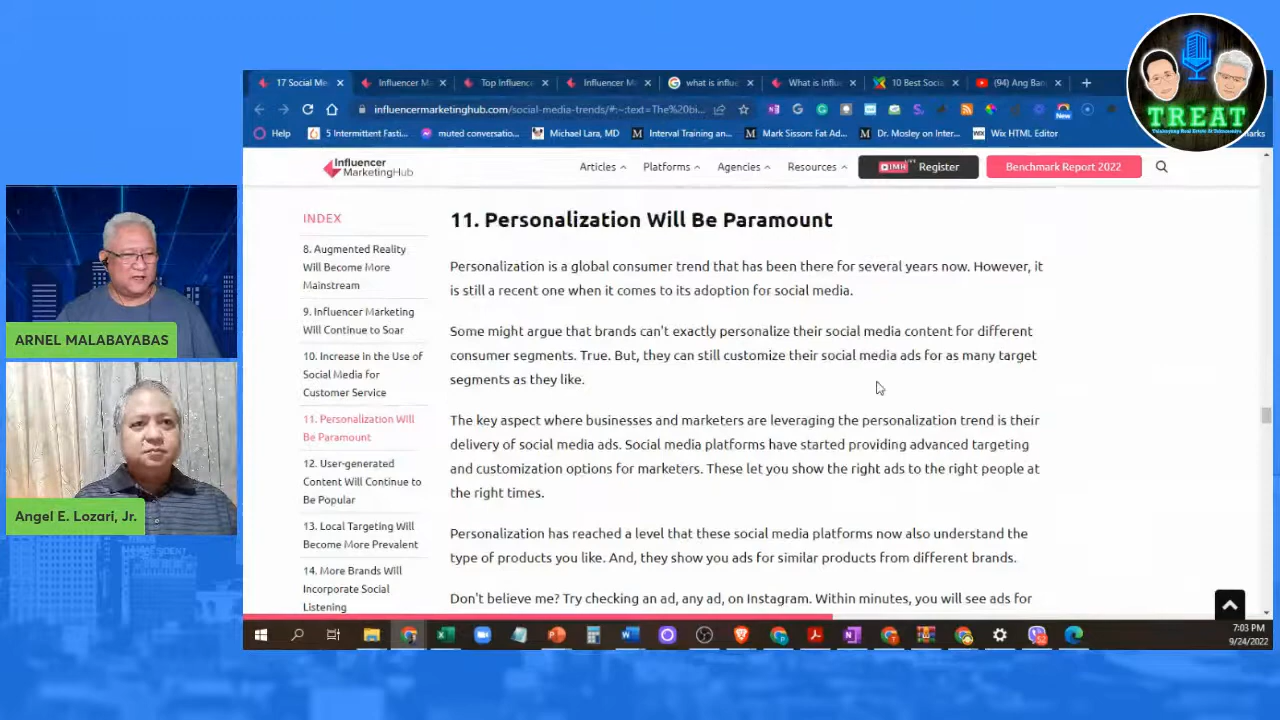 17 Social Me
Influencer M
Top Influenc
Influencer M
what is influ
What is Influ
10 Best Soci
(94) Ang Ban
influencermarketinghub.com/social-media-trends/#:~:text=The%20bi...
New
Help
5 Intermittent Fasti...
muted conversatio...
Michael Lara, MD
Interval Training an...
Mark Sisson: Fat Ad...
Dr. Mosley on Inter...
Wix HTML Editor
TREAT
Influencer
MarketingHub
Articles
Platforms
Agencies
Resources
IMH
LIVE
Register
Benchmark Report 2022
INDEX
8. Augmented Reality
Will Become More
Mainstream
9. Influencer Marketing
Will Continue to Soar
10. Increase in the Use of
Social Media for
Customer Service
11. Personalization Will
Be Paramount
12. User-generated
Content Will Continue to
Be Popular
13. Local Targeting Will
Become More Prevalent
14. More Brands Will
Incorporate Social
Listening
11. Personalization Will Be Paramount
Personalization is a global consumer trend that has been there for several years now. However, it
is still a recent one when it comes to its adoption for social media.
Some might argue that brands can't exactly personalize their social media content for different
consumer segments. True. But, they can still customize their social media ads for as many target
segments as they like.
The key aspect where businesses and marketers are leveraging the personalization trend is their
delivery of social media ads. Social media platforms have started providing advanced targeting
and customization options for marketers. These let you show the right ads to the right people at
the right times.
Personalization has reached a level that these social media platforms now also understand the
type of products you like. And, they show you ads for similar products from different brands.
Don't believe me? Try checking an ad, any ad, on Instagram. Within minutes, you will see ads for
ARNEL MALABAYABAS
Angel E. Lozari, Jr.
7:03 PM
9/24/2022